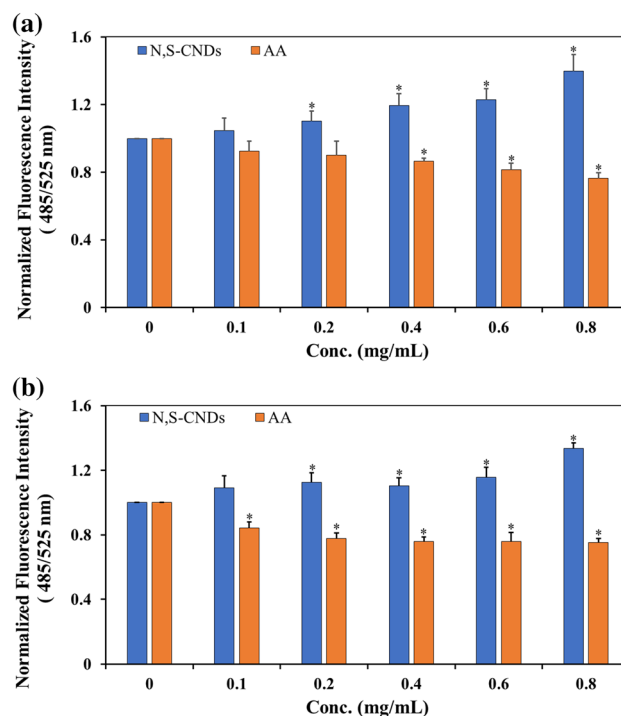 (a)
1.6
N,S-CNDs AA
* * * * *
1.2
* * *
0.8
0.4
0
Normalized Fluorescence Intensity
( 485/525 nm)
0 0.1 0.2 0.4 0.6 0.8
Conc. (mg/mL)
(b)
1.6
N,S-CNDs AA
* * * *
1.2
* * * * *
0.8
0.4
0
Normalized Fluorescence Intensity
( 485/525 nm)
0 0.1 0.2 0.4 0.6 0.8
Conc. (mg/mL)